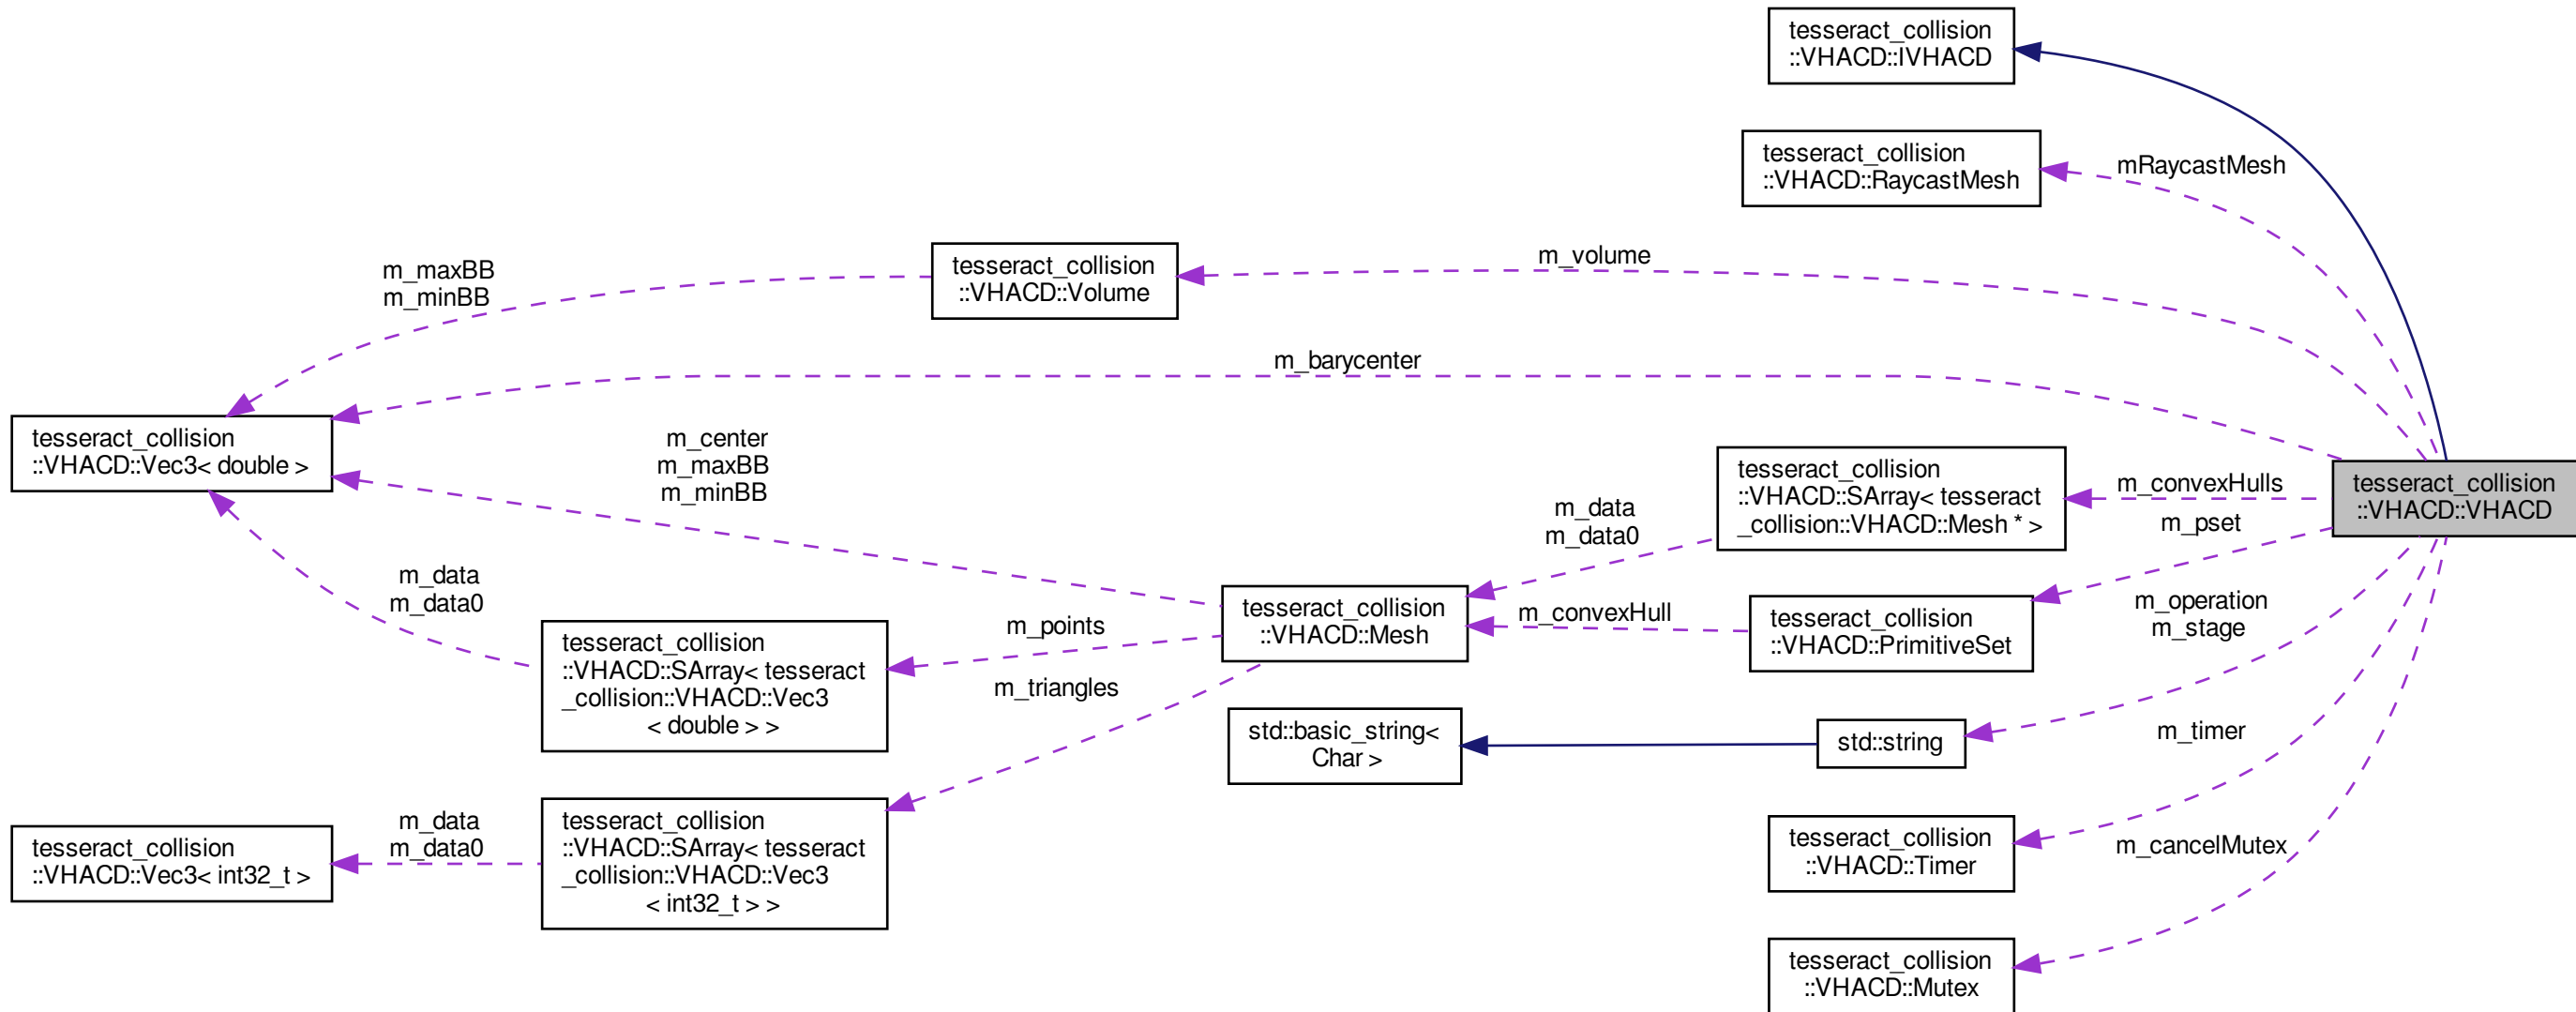 tesseract_collision
::VHACD::IVHACD
tesseract_collision
::VHACD::RaycastMesh
mRaycastMesh
tesseract_collision
::VHACD::Volume
m_volume
m_maxBB
m_minBB
m_barycenter
tesseract_collision
::VHACD::Vec3< double >
m_center
m_maxBB
m_minBB
tesseract_collision
::VHACD::SArray< tesseract
_collision::VHACD::Mesh * >
m_convexHulls
tesseract_collision
::VHACD::VHACD
m_data
m_data0
m_pset
m_data
m_data0
tesseract_collision
::VHACD::Mesh
m_convexHull
tesseract_collision
::VHACD::PrimitiveSet
m_operation
m_stage
tesseract_collision
::VHACD::SArray< tesseract
_collision::VHACD::Vec3
< double > >
m_points
m_triangles
std::basic_string<
Char >
std::string
m_timer
tesseract_collision
::VHACD::Vec3< int32_t >
m_data
m_data0
tesseract_collision
::VHACD::SArray< tesseract
_collision::VHACD::Vec3
< int32_t > >
tesseract_collision
::VHACD::Timer
m_cancelMutex
tesseract_collision
::VHACD::Mutex